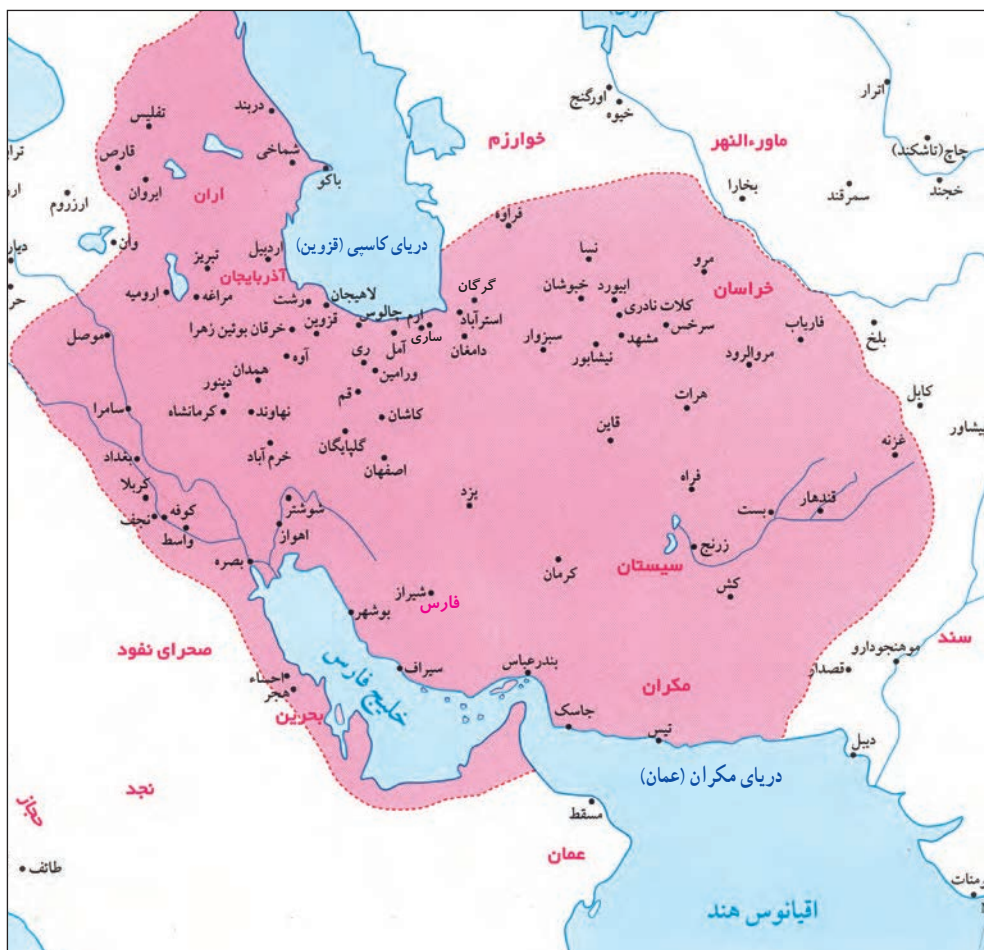 اترار
اورگنج
خیوه
ماورءالنهر
خوارزم
چاچ(تاشکند)
خجند
سمرقند
بخارا
دربند
تفلیس
شماخی
قارص
باکو
ایروان
اران
ارزروم
وان
فراوه
دریای کاسپی (قزوین)
نسا
مرو
خراسان
اردبیل
تبریز
آذربایجان
ارومیه
مراغه
رشت
لاهیجان
گرگان
خبوشان
ابیورد
کلات نادری
سرخس
فاریاب
بلخ
موصل
خرقان بوئین زهرا
قزوین
چالوس
ارم
ساری
آمل
استرآباد
دامغان
سبزوار
نیشابور
مشهد
مروالرود
آوه
ری
ورامین
همدان
دینور
قم
هرات
کابل
سامرا
کرمانشاه
نهاوند
کاشان
قاین
پیشاور
غزنه
بغداد
خرم آباد
گلپایگان
اصفهان
فراه
کربلا
یزد
بست
قندهار
نجف
کوفه
واسط
شوشتر
اهواز
زرنج
بصره
کرمان
سیستان
کش
شیراز
فارس
بوشهر
سند
موهنجودارو
قصدار
صحرای نفود
احساء
هجر
بحرین
خلیج فارس
سیراف
بندرعباس
مکران
جاسک
تیس
دیبل
دریای مکران (عمان)
نجد
حجاز
مسقط
عمان
طائف
اقیانوس هند